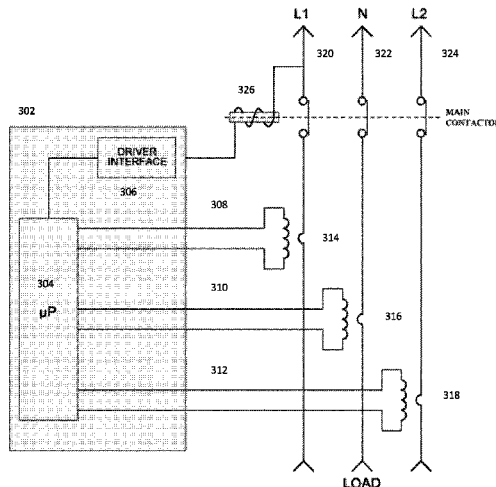 L1 N L2
320 322 324
326
302
MAIN
CONTACTOR
DRIVER
INTERFACE
306
308
314
304
310
µP
316
312
318
LOAD